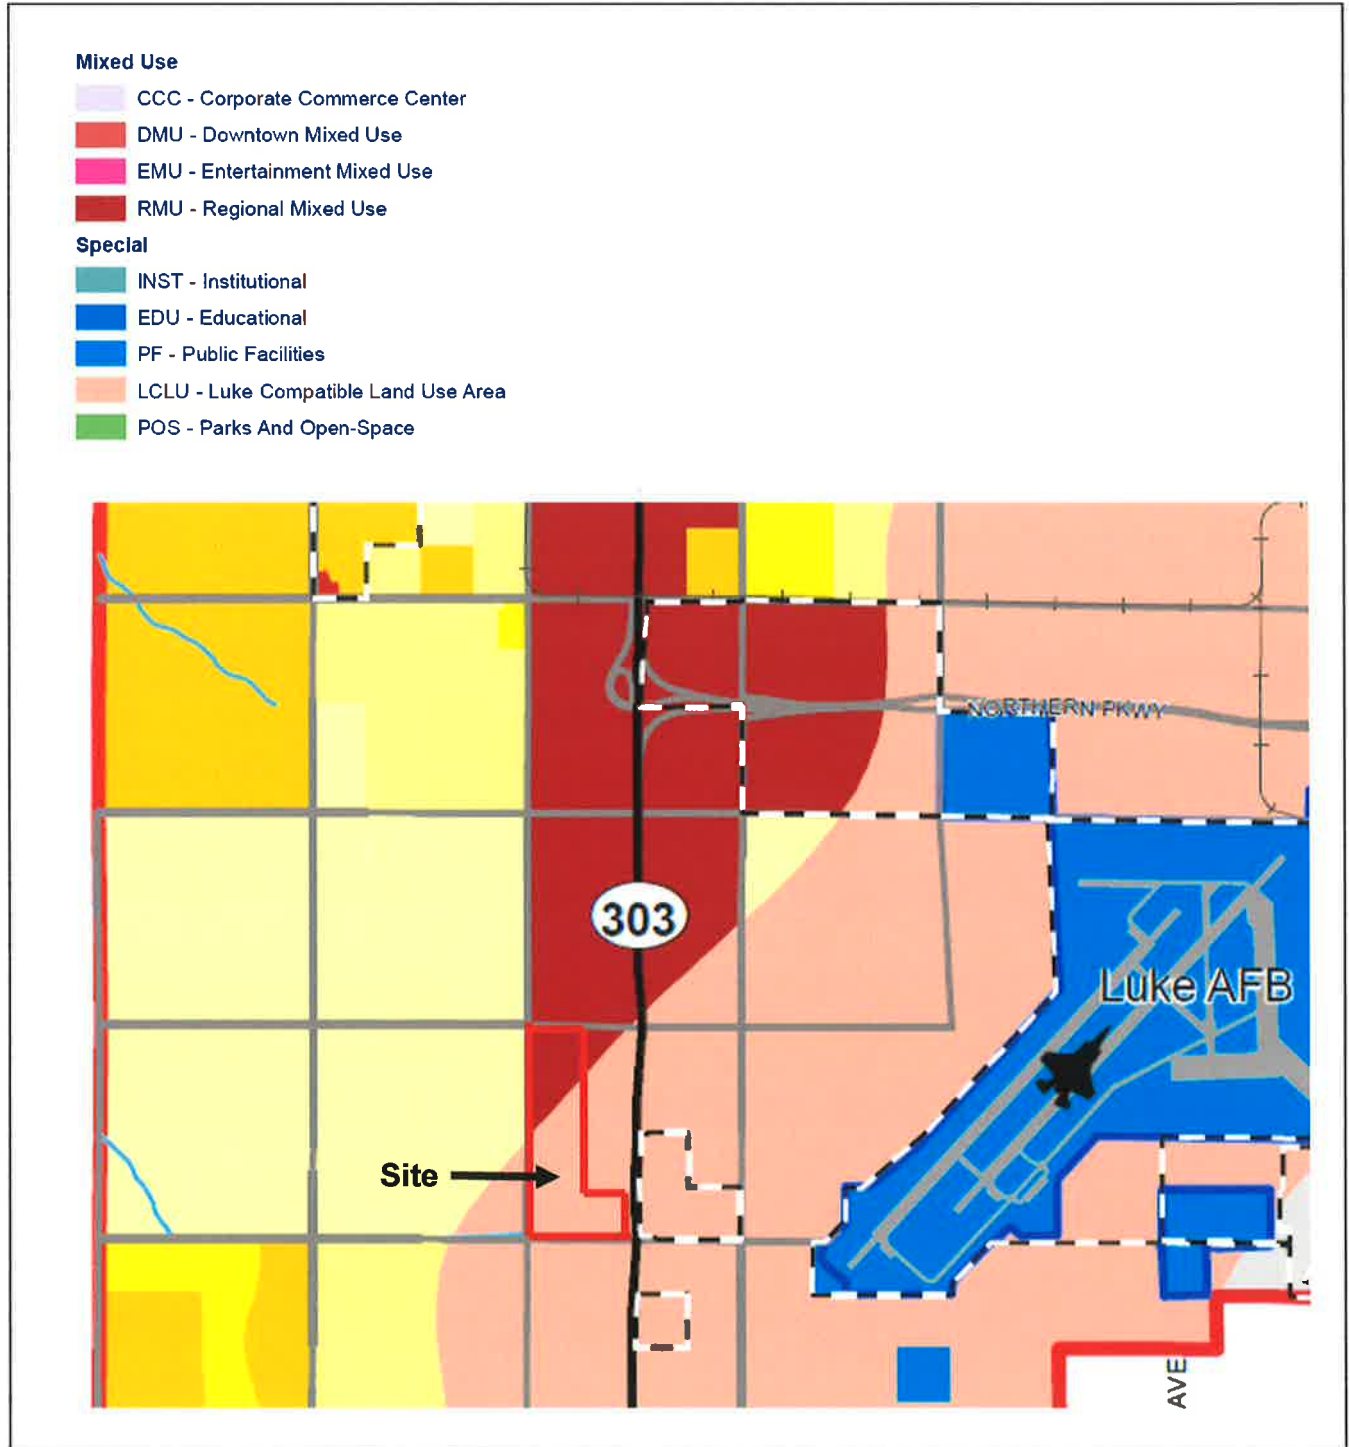 Mixed Use
CCC - Corporate Commerce Center
DMU - Downtown Mixed Use
EMU - Entertainment Mixed Use
RMU - Regional Mixed Use
Special
INST - Institutional
EDU - Educational
PF - Public Facilities
LCLU - Luke Compatible Land Use Area
POS - Parks And Open-Space
NORTHERN PKWY
303
Luke AFB
Site
AVE